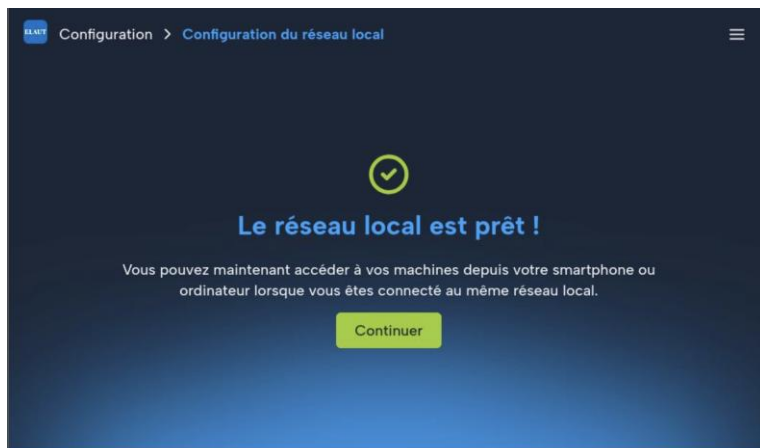 ELAUT Configuration > Configuration du réseau local
Le réseau local est prêt !
Vous pouvez maintenant accéder à vos machines depuis votre smartphone ou
ordinateur lorsque vous êtes connecté au même réseau local.
Continuer